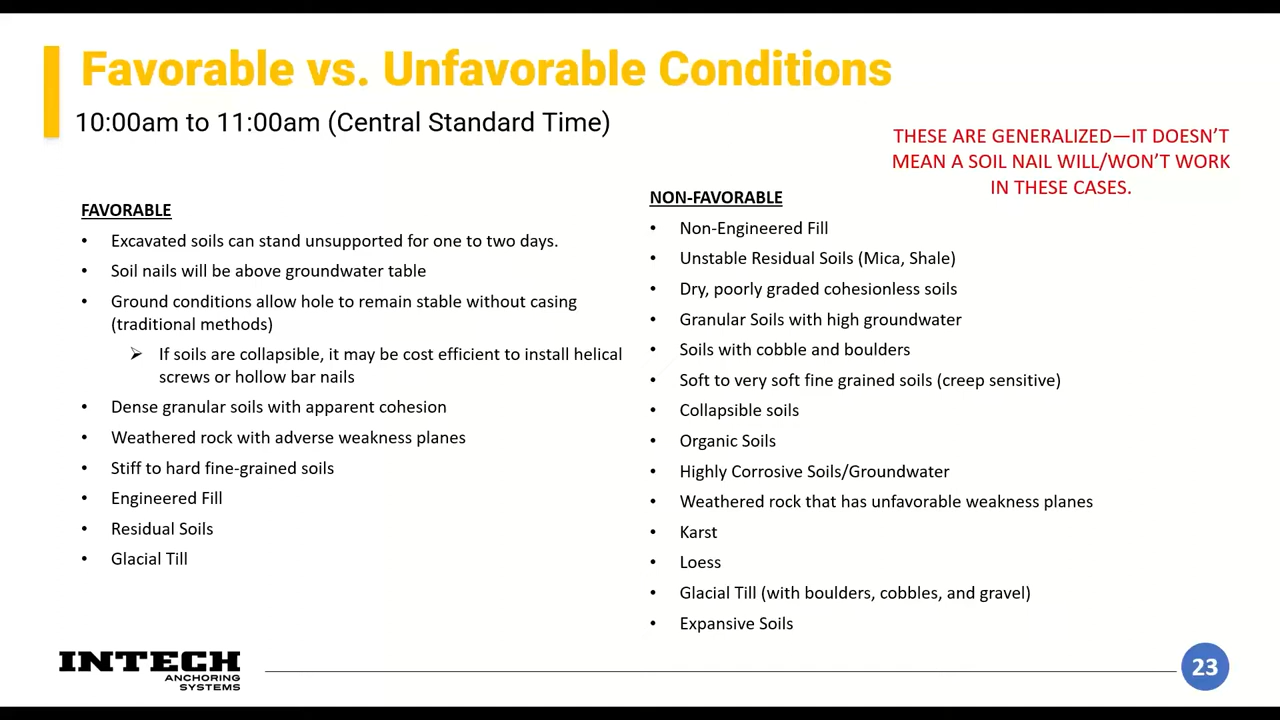 Favorable vs. Unfavorable Conditions
10:00am to 11:00am (Central Standard Time)
THESE ARE GENERALIZED—IT DOESN'T
MEAN A SOIL NAIL WILL/WON'T WORK
IN THESE CASES.
FAVORABLE
• Excavated soils can stand unsupported for one to two days.
• Soil nails will be above groundwater table
• Ground conditions allow hole to remain stable without casing
(traditional methods)
➢ If soils are collapsible, it may be cost efficient to install helical
screws or hollow bar nails
• Dense granular soils with apparent cohesion
• Weathered rock with adverse weakness planes
• Stiff to hard fine-grained soils
• Engineered Fill
• Residual Soils
• Glacial Till
NON-FAVORABLE
• Non-Engineered Fill
• Unstable Residual Soils (Mica, Shale)
• Dry, poorly graded cohesionless soils
• Granular Soils with high groundwater
• Soils with cobble and boulders
• Soft to very soft fine grained soils (creep sensitive)
• Collapsible soils
• Organic Soils
• Highly Corrosive Soils/Groundwater
• Weathered rock that has unfavorable weakness planes
• Karst
• Loess
• Glacial Till (with boulders, cobbles, and gravel)
• Expansive Soils
INTECH
ANCHORING
SYSTEMS
23